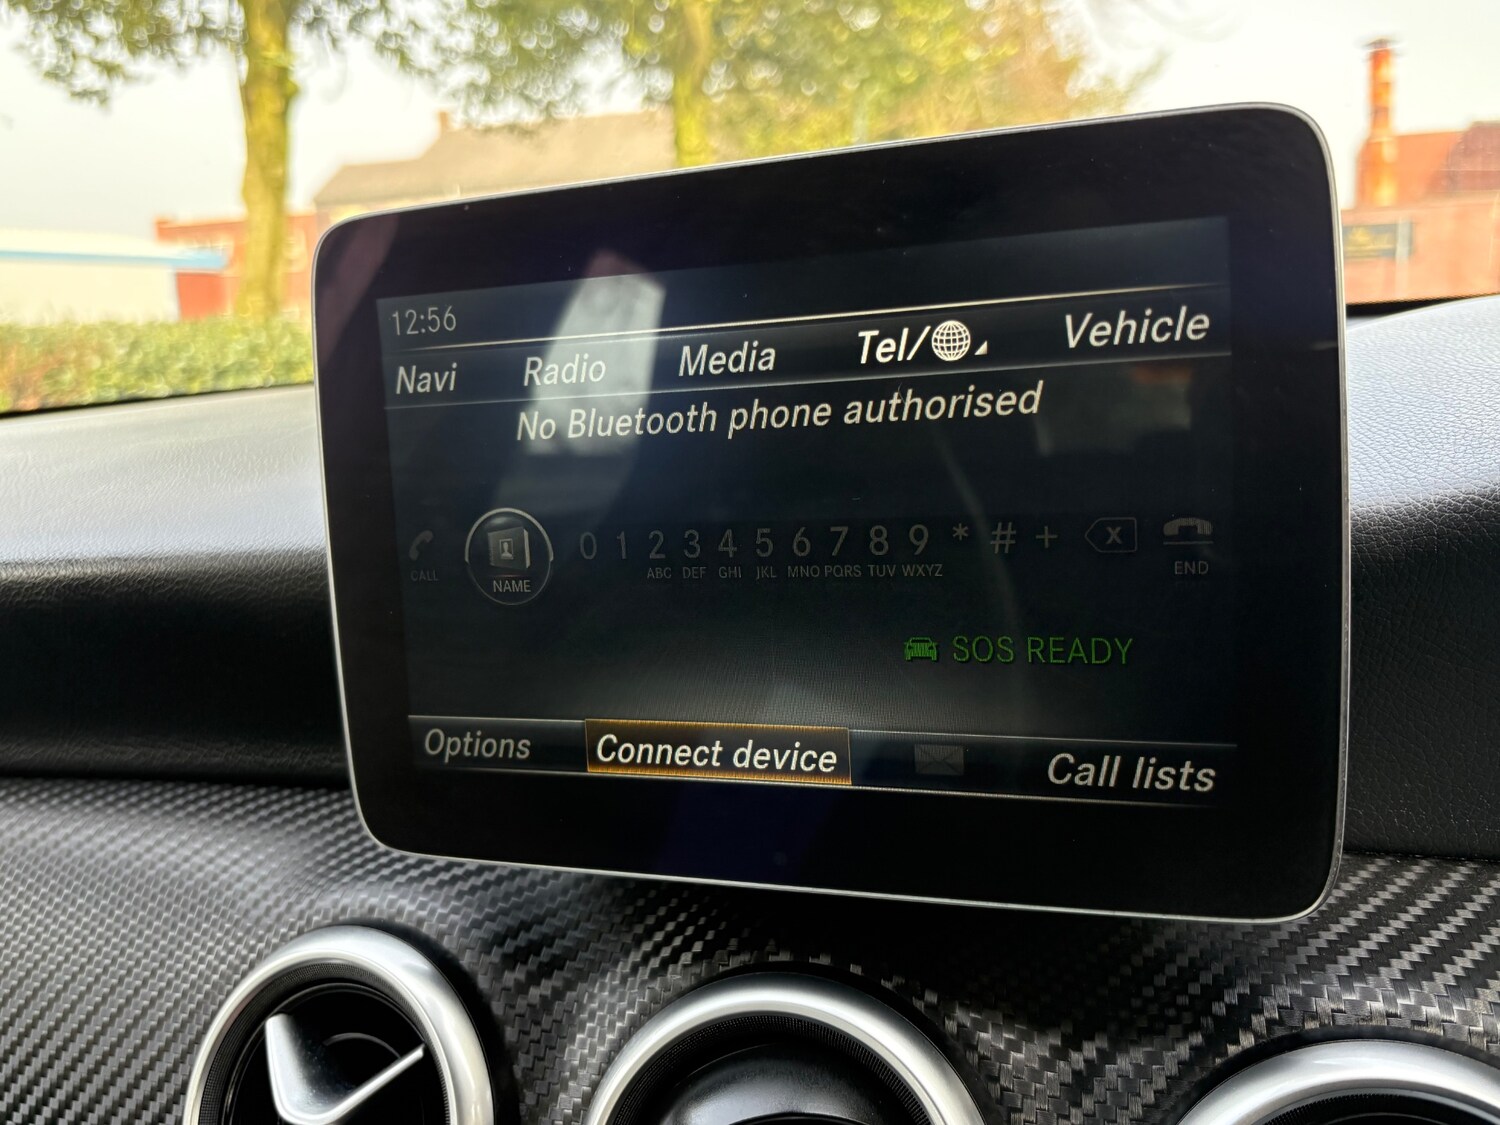 12:56
Navi Radio Media Tel/ Vehicle
No Bluetooth phone authorised
0 1 2 3 4 5 6 7 8 9 * # +
CALL NAME ABC DEF GHI JKL MNO PQRS TUV WXYZ X END
SOS READY
Options Connect device Call lists